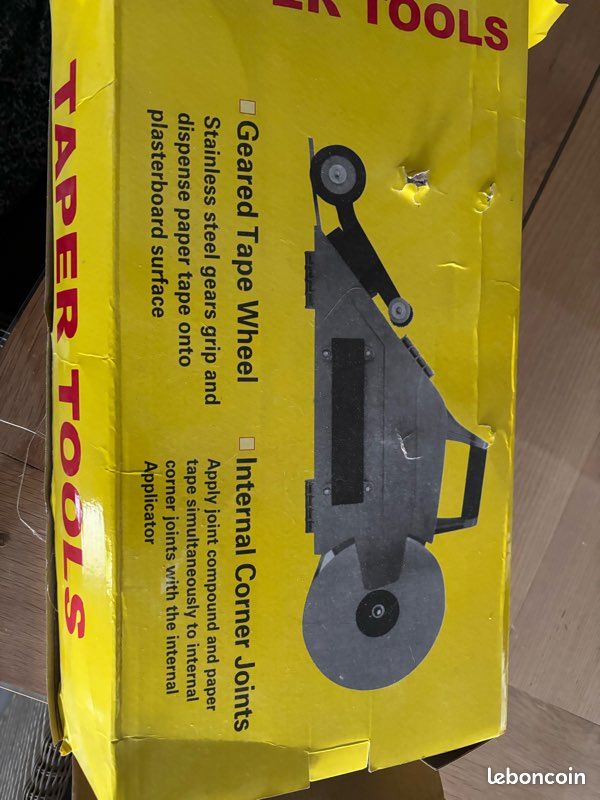 TAPER TOOLS
TAPER TOOLS
Geared Tape Wheel
Stainless steel gears grip and
dispense paper tape onto
plasterboard surface
Internal Corner Joints
Apply joint compound and paper
tape simultaneously to internal
corner joints with the internal
Applicator
leboncoin